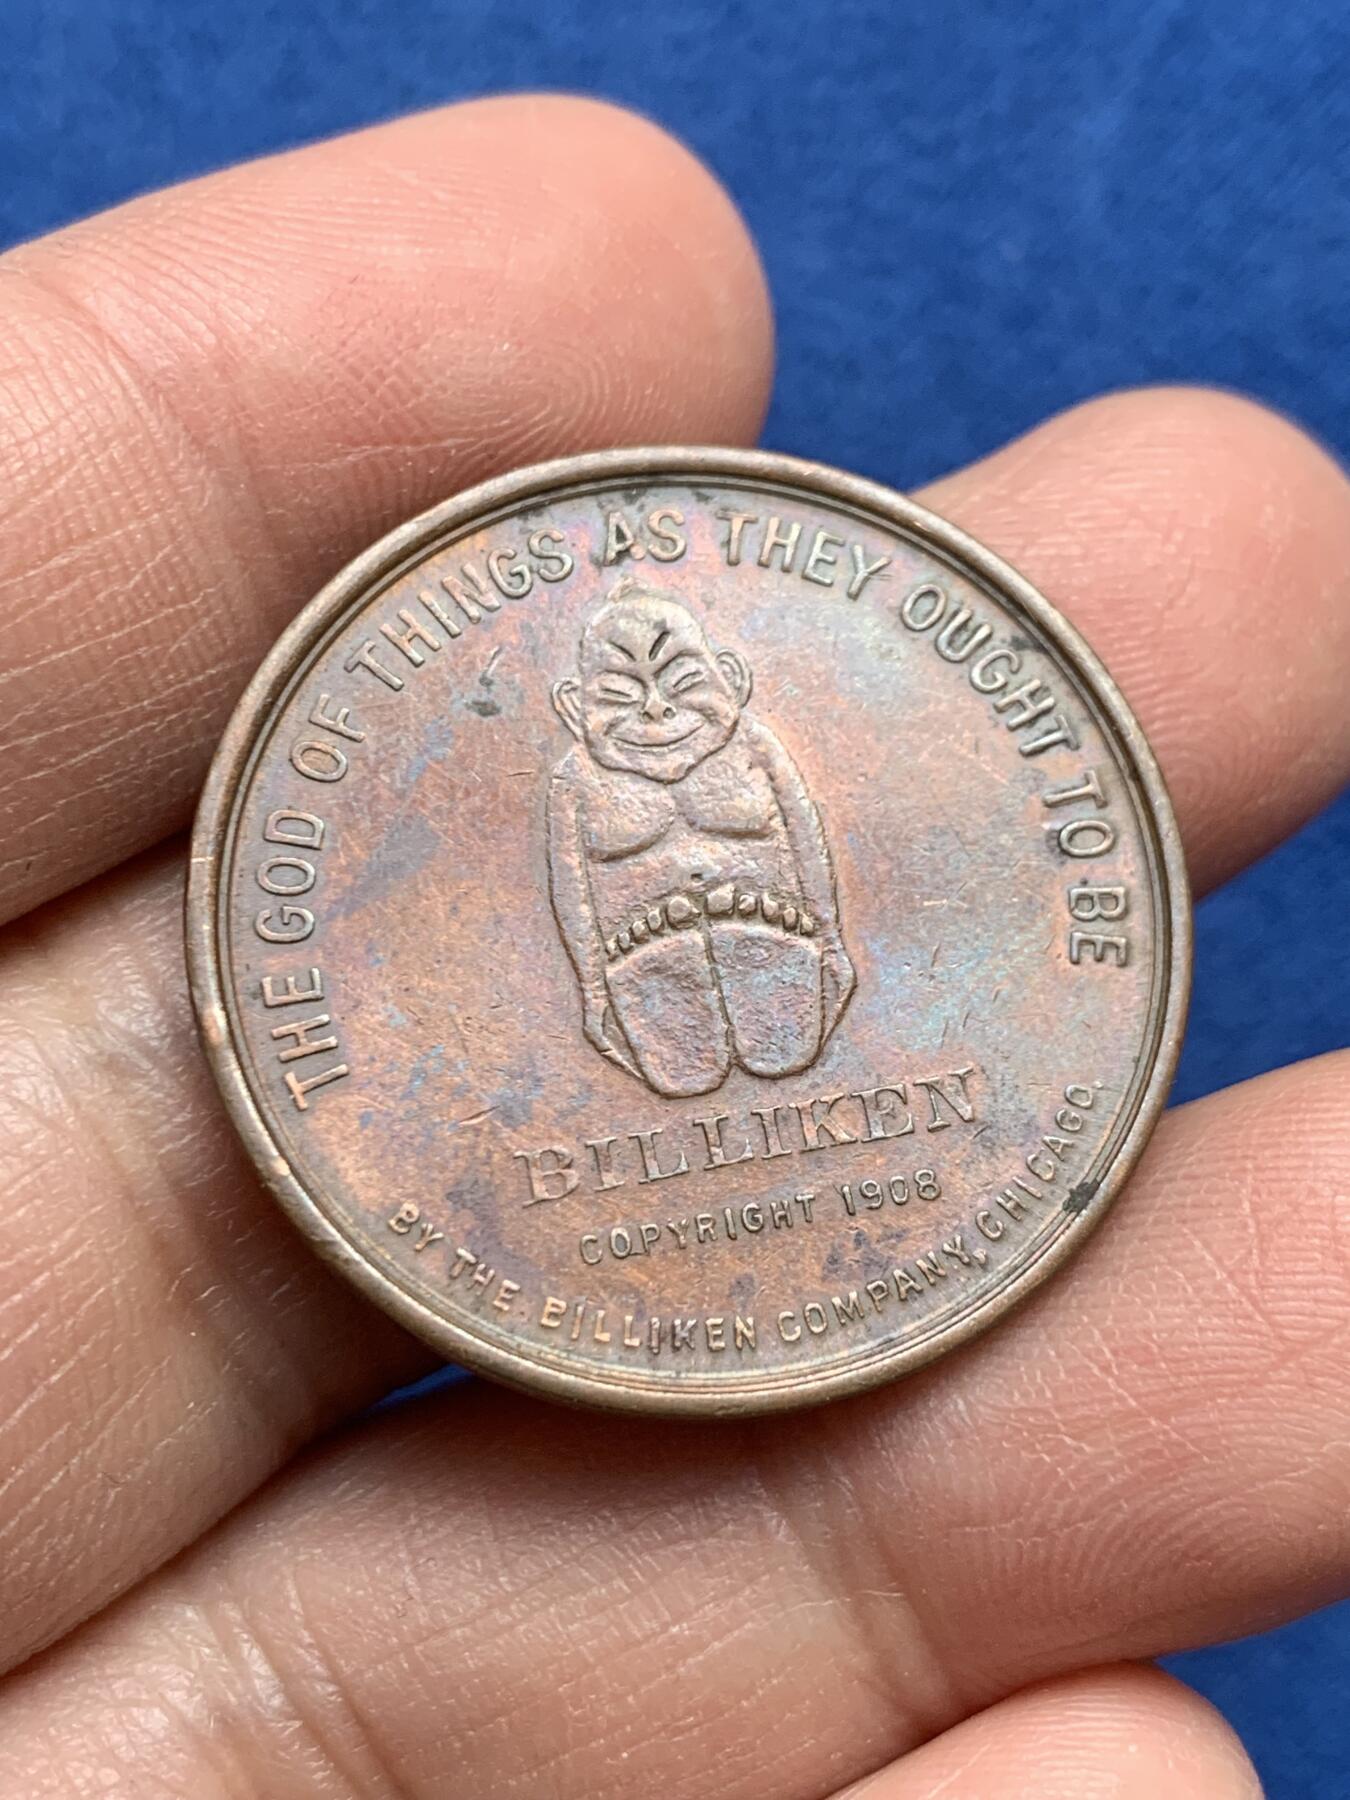 THE GOD OF THINGS AS THEY OUGHT TO BE
BILLIKEN
COPYRIGHT 1908
BY THE BILLIKEN COMPANY, CHICAGO.